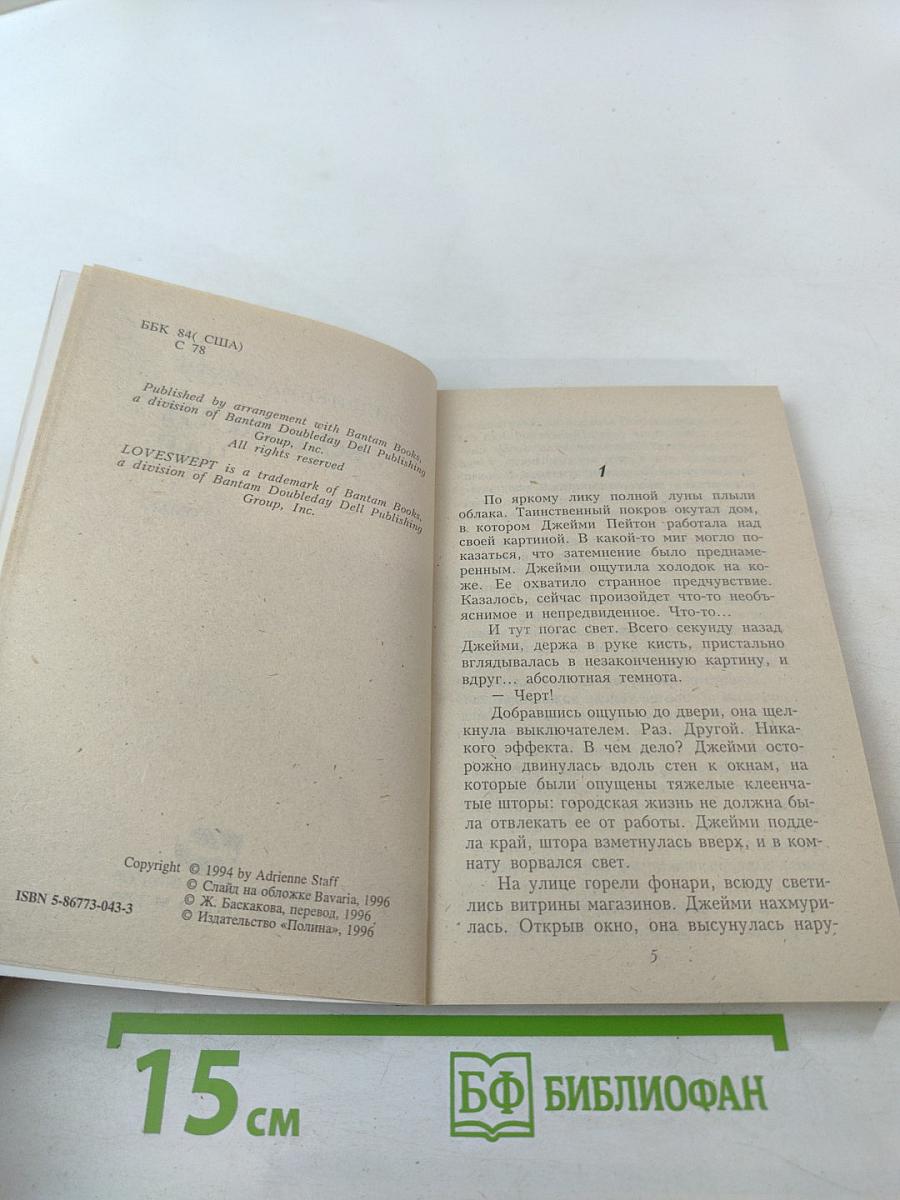 ББК 84( США)
С 78
Published by arrangement with Bantam Books,
a division of Bantam Doubleday Dell Publishing
Group, Inc.
All rights reserved
LOVESWEPT is a trademark of Bantam Books,
a division of Bantam Doubleday Dell Publishing
Group, Inc.
Copyright © 1994 by Adrienne Staff
© Слайд на обложке Bavaria, 1996
© Ж. Баскакова, перевод, 1996
© Издательство «Полина», 1996
ISBN 5-86773-043-3
1
По яркому лику полной луны плыли
облака. Таинственный покров окутал дом,
в котором Джейми Пейтон работала над
своей картиной. В какой-то миг могло по-
казаться, что затемнение было преднаме-
ренным. Джейми ощутила холодок на ко-
же. Ее охватило странное предчувствие.
Казалось, сейчас произойдет что-то необъ-
яснимое и непредвиденное. Что-то...
И тут погас свет. Всего секунду назад
Джейми, держа в руке кисть, пристально
вглядывалась в незаконченную картину, и
вдруг... абсолютная темнота.
— Черт!
Добравшись ощупью до двери, она щел-
кнула выключателем. Раз. Другой. Ника-
кого эффекта. В чем дело? Джейми осто-
рожно двинулась вдоль стен к окнам, на
которые были опущены тяжелые клеенча-
тые шторы: городская жизнь не должна бы-
ла отвлекать ее от работы. Джейми подде-
ла край, штора взметнулась вверх, и в ком-
нату ворвался свет.
На улице горели фонари, всюду свети-
лись витрины магазинов. Джейми нахмури-
лась. Открыв окно, она высунулась нару-
5
15 см
БФ БИБЛИОФАН